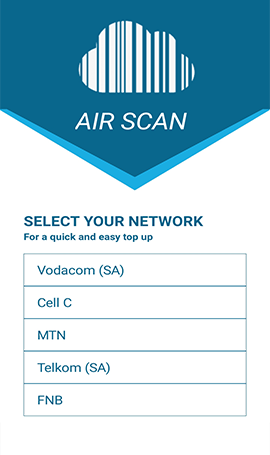 AIR SCAN
SELECT YOUR NETWORK
For a quick and easy top up
Vodacom (SA)
Cell C
MTN
Telkom (SA)
FNB